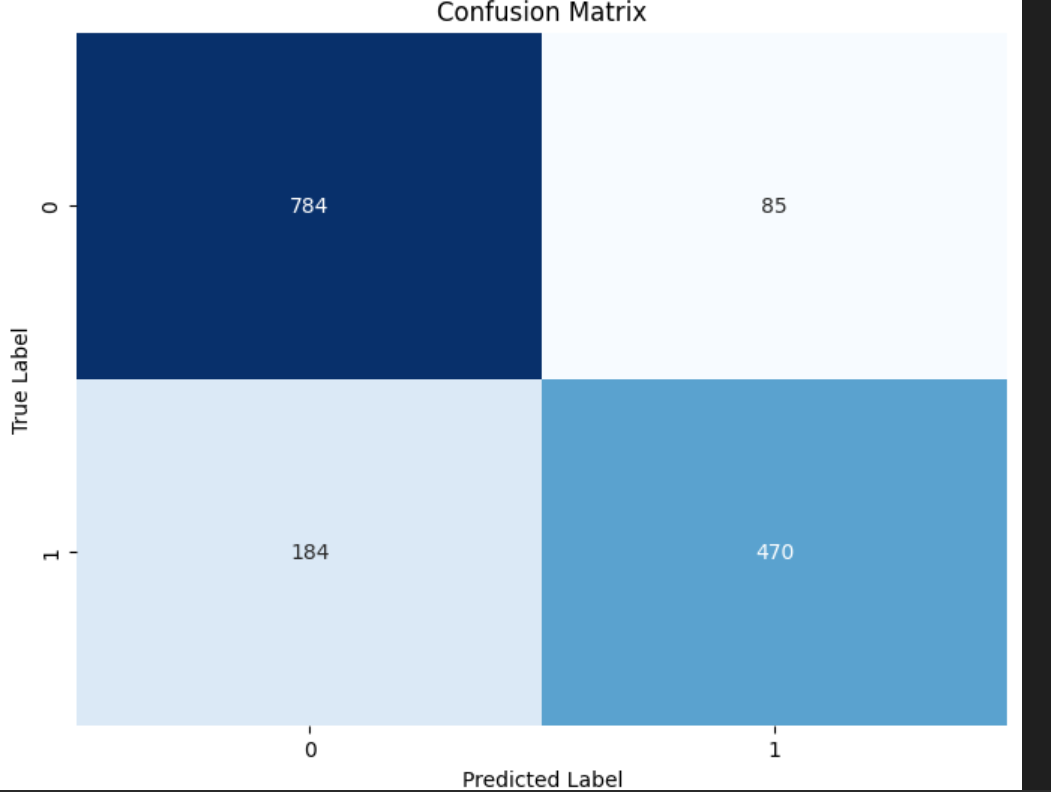 Confusion Matrix
0
784
85
True Label
1
184
470
0
1
Predicted Label